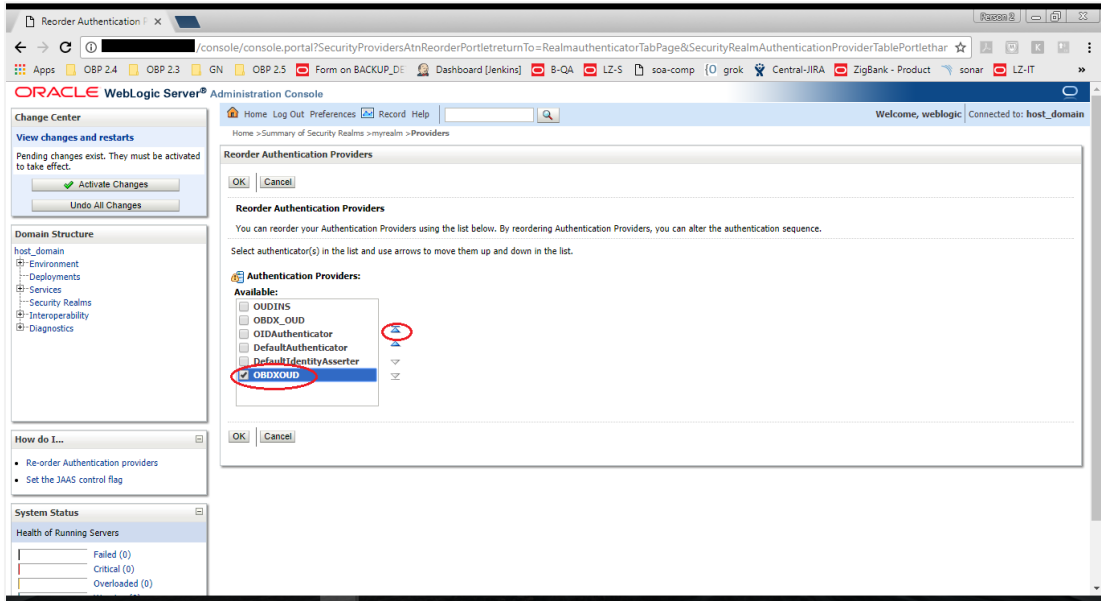 Reorder Authentication P
Person 2
/console/console.portal?SecurityProvidersAtnReorderPortletreturnTo=RealmauthenticatorTabPage&SecurityRealmAuthenticationProviderTablePortlethar
Apps OBP 2.4 OBP 2.3 GN OBP 2.5 Form on BACKUP_DE Dashboard [Jenkins] B-QA LZ-S soa-comp {O grok Central-JIRA ZigBank - Product sonar LZ-IT »
ORACLE WebLogic Server® Administration Console
Change Center
View changes and restarts
Pending changes exist. They must be activated
to take effect.
Activate Changes
Undo All Changes
Domain Structure
host_domain
Environment
Deployments
Services
Security Realms
Interoperability
Diagnostics
How do I...
Re-order Authentication providers
Set the JAAS control flag
System Status
Health of Running Servers
Failed (0)
Critical (0)
Overloaded (0)
Home Log Out Preferences Record Help
Welcome, weblogic Connected to: host_domain
Home >Summary of Security Realms >myrealm >Providers
Reorder Authentication Providers
OK Cancel
Reorder Authentication Providers
You can reorder your Authentication Providers using the list below. By reordering Authentication Providers, you can alter the authentication sequence.
Select authenticator(s) in the list and use arrows to move them up and down in the list.
Authentication Providers:
Available:
OUDINS
OBDX_OUD
OIDAuthenticator
DefaultAuthenticator
DefaultIdentityAsserter
OBDXOUD
OK Cancel